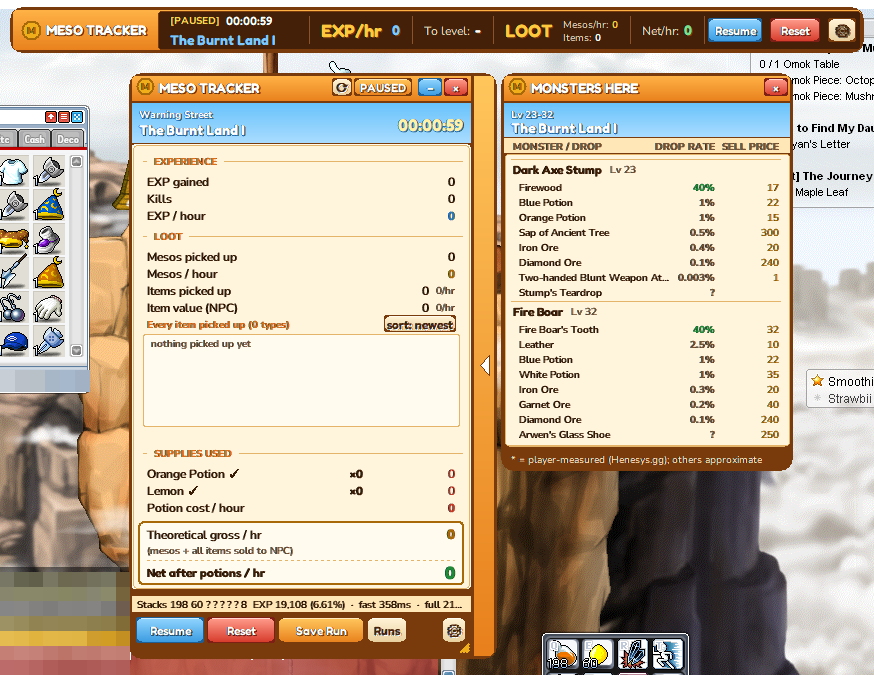 MESO TRACKER
[PAUSED] 00:00:59
The Burnt Land I
EXP/hr 0
To level: -
LOOT
Mesos/hr: 0
Items: 0
Net/hr: 0
Resume
Reset
0 / 1 Omok Table
mok Piece: Octop
mok Piece: Mushr
to Find My Dau
yan's Letter
t] The Journey
Maple Leaf
tc Cash Deco
MESO TRACKER
PAUSED
Warning Street
The Burnt Land I
00:00:59
EXPERIENCE
EXP gained 0
Kills 0
EXP / hour 0
LOOT
Mesos picked up 0
Mesos / hour 0
Items picked up 0 0/hr
Item value (NPC) 0 0/hr
Every item picked up (0 types) sort: newest
nothing picked up yet
SUPPLIES USED
Orange Potion ✓ ×0 0
Lemon ✓ ×0 0
Potion cost / hour 0
Theoretical gross / hr 0
(mesos + all items sold to NPC)
Net after potions / hr 0
Stacks 198 60 ? ? ? ? ? 8 EXP 19,108 (6.61%) · fast 358ms · full 21...
Resume
Reset
Save Run
Runs
MONSTERS HERE
Lv 23-32
The Burnt Land I
MONSTER / DROP DROP RATE SELL PRICE
Dark Axe Stump Lv 23
Firewood 40% 17
Blue Potion 1% 22
Orange Potion 1% 15
Sap of Ancient Tree 0.5% 300
Iron Ore 0.4% 20
Diamond Ore 0.1% 240
Two-handed Blunt Weapon At... 0.003% 1
Stump's Teardrop ?
Fire Boar Lv 32
Fire Boar's Tooth 40% 32
Leather 2.5% 10
Blue Potion 1% 22
White Potion 1% 35
Iron Ore 0.3% 20
Garnet Ore 0.2% 40
Diamond Ore 0.1% 240
Arwen's Glass Shoe ? 250
* = player-measured (Henesys.gg); others approximate
Smoothi
Strawbii
198 60